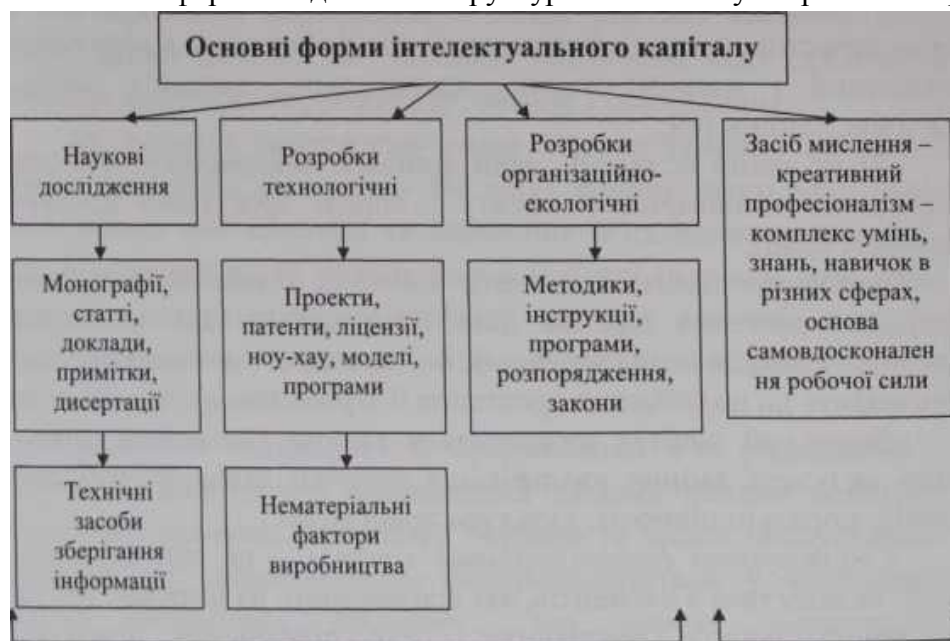 Основні форми інтелектуального капіталу
Наукові
дослідження
Розробки
технологічні
Розробки
організаційно-
екологічні
Засіб мислення –
креативний
професіоналізм –
комплекс умінь,
знань, навичок в
різних сферах,
основа
самовдосконален
ня робочої сили
Монографії,
статті,
доклади,
примітки,
дисертації
Проекти,
патенти, ліцензії,
ноу-хау, моделі,
програми
Методики,
інструкції,
програми,
розпорядження,
закони
Технічні
засоби
зберігання
інформації
Нематеріальні
фактори
виробництва